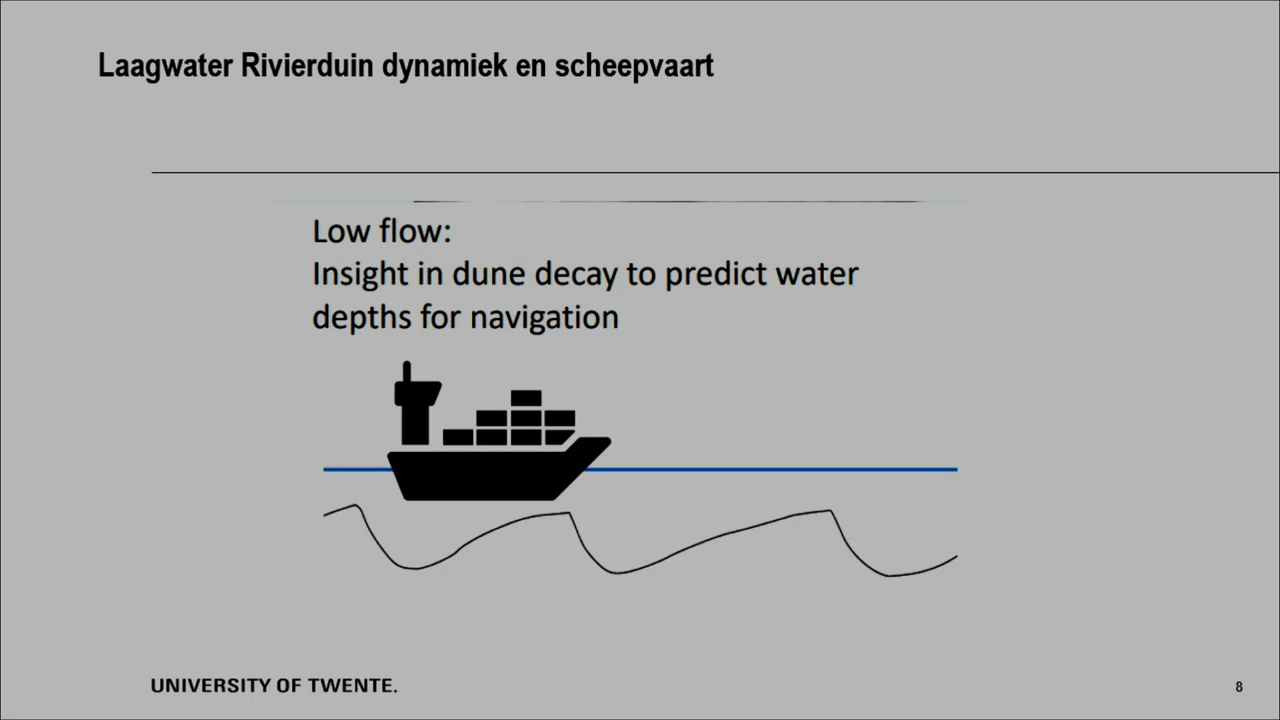 Laagwater Rivierduin dynamiek en scheepvaart
Low flow:
Insight in dune decay to predict water
depths for navigation
UNIVERSITY OF TWENTE.
8